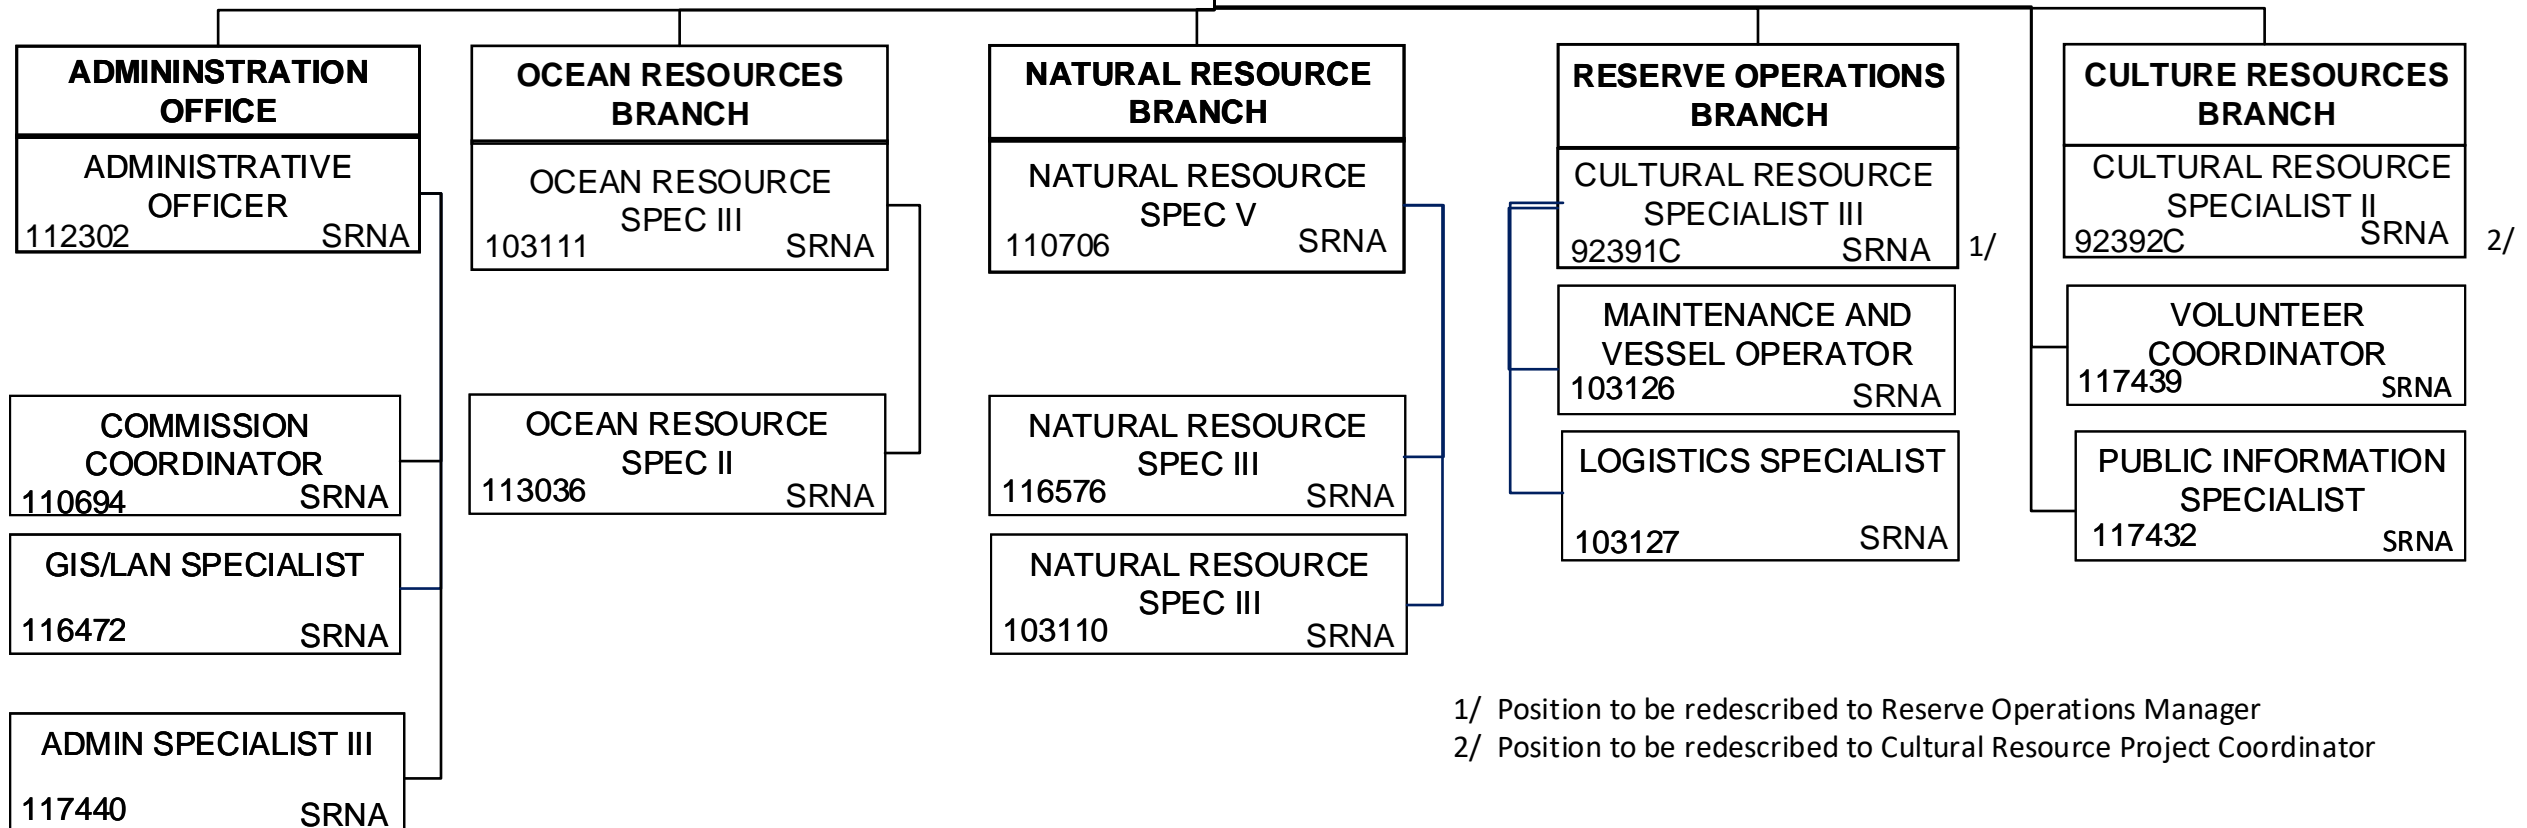 ADMININSTRATION
OFFICE
ADMINISTRATIVE
OFFICER
112302 SRNA
COMMISSION
COORDINATOR
110694 SRNA
GIS/LAN SPECIALIST
116472 SRNA
ADMIN SPECIALIST III
117440 SRNA
OCEAN RESOURCES
BRANCH
OCEAN RESOURCE
SPEC III
103111 SRNA
OCEAN RESOURCE
SPEC II
113036 SRNA
NATURAL RESOURCE
BRANCH
NATURAL RESOURCE
SPEC V
110706 SRNA
NATURAL RESOURCE
SPEC III
116576 SRNA
NATURAL RESOURCE
SPEC III
103110 SRNA
RESERVE OPERATIONS
BRANCH
CULTURAL RESOURCE
SPECIALIST III
92391C SRNA 1/
MAINTENANCE AND
VESSEL OPERATOR
103126 SRNA
LOGISTICS SPECIALIST
103127 SRNA
CULTURE RESOURCES
BRANCH
CULTURAL RESOURCE
SPECIALIST II
92392C SRNA 2/
VOLUNTEER
COORDINATOR
117439 SRNA
PUBLIC INFORMATION
SPECIALIST
117432 SRNA
1/ Position to be redescribed to Reserve Operations Manager
2/ Position to be redescribed to Cultural Resource Project Coordinator